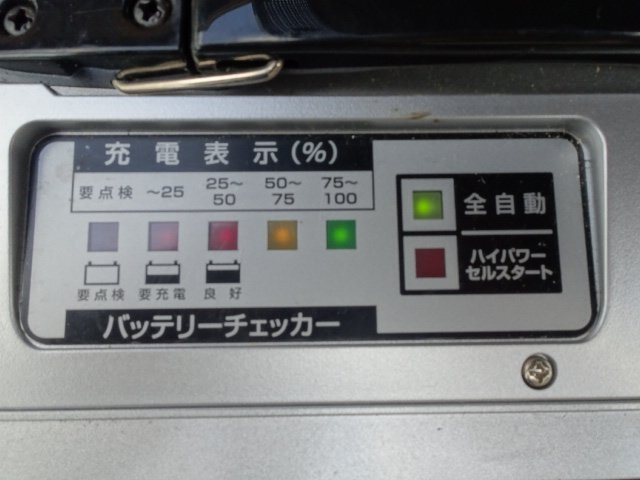 充電表示(%)
要点検 〜25 25〜50 50〜75 75〜100
要点検 要充電 良好
バッテリーチェッカー
全自動
ハイパワー
セルスタート